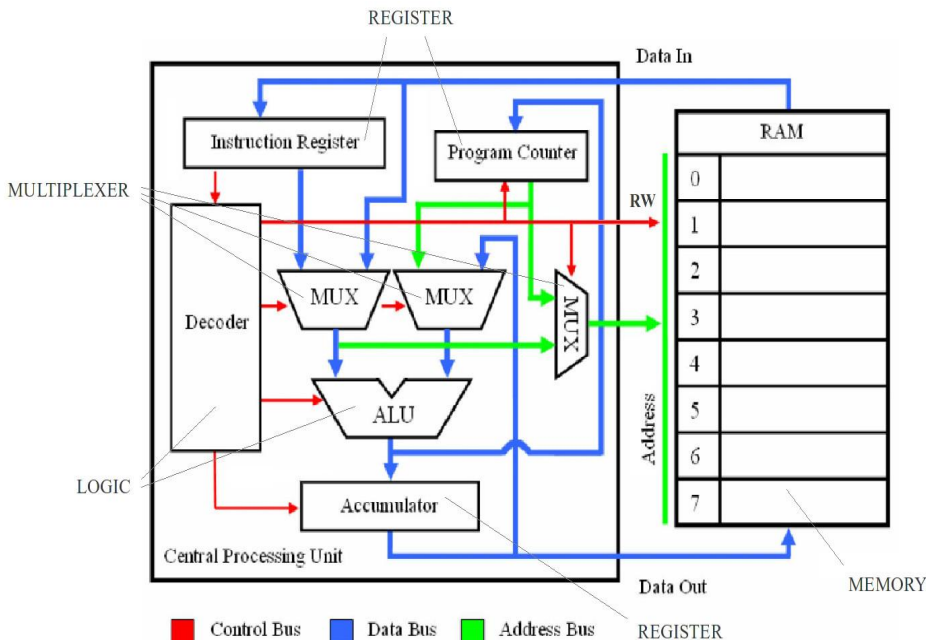 REGISTER
Data In
Instruction Register
Program Counter
RAM
MULTIPLEXER
0
RW
1
2
MUX
MUX
MUX
Decoder
3
4
ALU
5
Address
6
LOGIC
7
Accumulator
Central Processing Unit
Data Out
MEMORY
Control Bus
Data Bus
Address Bus
REGISTER